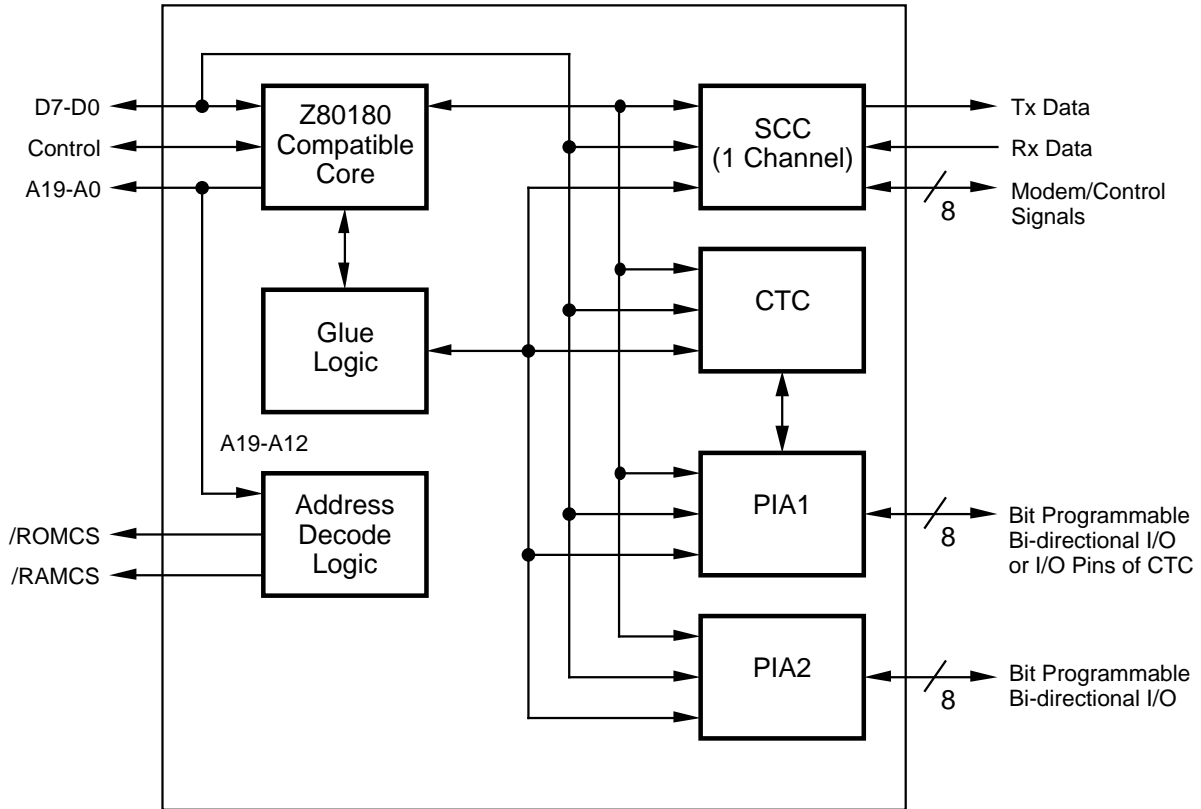 D7-D0
Control
A19-A0
Z80180
Compatible
Core
SCC
(1 Channel)
Tx Data
Rx Data
8
Modem/Control
Signals
Glue
Logic
CTC
A19-A12
Address
Decode
Logic
/ROMCS
/RAMCS
PIA1
8
Bit Programmable
Bi-directional I/O
or I/O Pins of CTC
PIA2
8
Bit Programmable
Bi-directional I/O